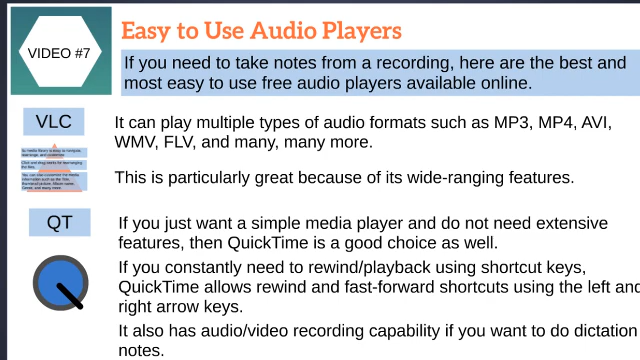 VIDEO #7
Easy to Use Audio Players
If you need to take notes from a recording, here are the best and
most easy to use free audio players available online.
VLC
It can play multiple types of audio formats such as MP3, MP4, AVI,
WMV, FLV, and many, many more.
This is particularly great because of its wide-ranging features.
QT
If you just want a simple media player and do not need extensive
features, then QuickTime is a good choice as well.
If you constantly need to rewind/playback using shortcut keys,
QuickTime allows rewind and fast-forward shortcuts using the left and
right arrow keys.
It also has audio/video recording capability if you want to do dictation
notes.